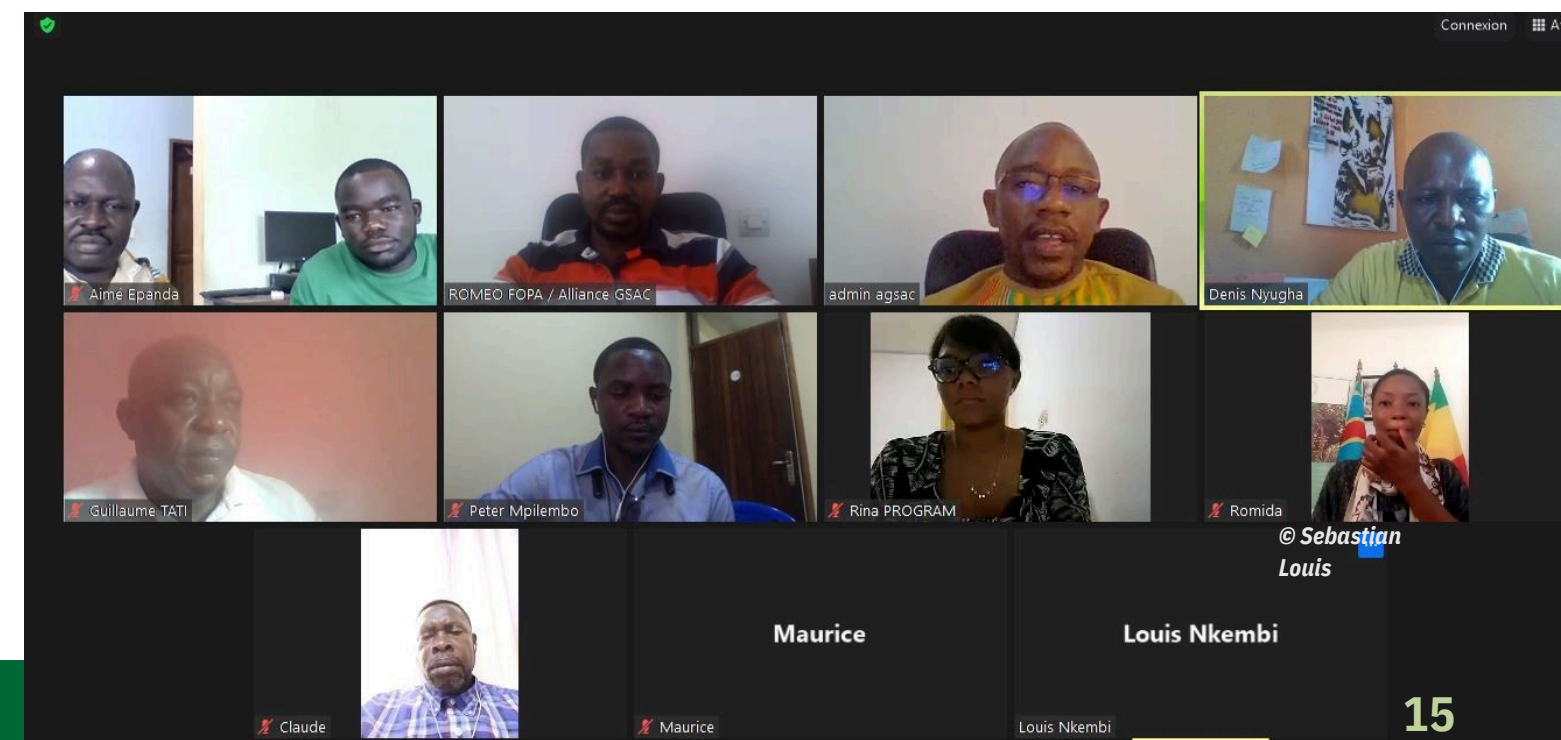 Connexion
Aimé Epanda
ROMEO FOPA / Alliance GSAC
admin agsac
Denis Nyugha
Guillaume TATI
Peter Mpilembo
Rina PROGRAM
Romida
© Sebastian
Louis
Maurice
Louis Nkembi
Claude
Maurice
Louis Nkembi
15